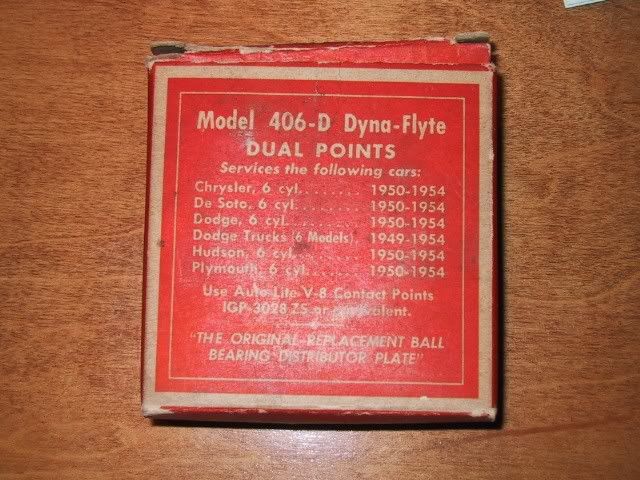 Model 406-D Dyna-Flyte
DUAL POINTS
Services the following cars:
Chrysler, 6 cyl........ 1950-1954
De Soto, 6 cyl........ 1950-1954
Dodge, 6 cyl......... 1950-1954
Dodge Trucks (6 Models). 1949-1954
Hudson, 6 cyl........ 1950-1954
Plymouth, 6 cyl....... 1950-1954
Use Auto-Lite V-8 Contact Points
IGP-3028 ZS or equivalent.
"THE ORIGINAL REPLACEMENT BALL
BEARING DISTRIBUTOR PLATE"